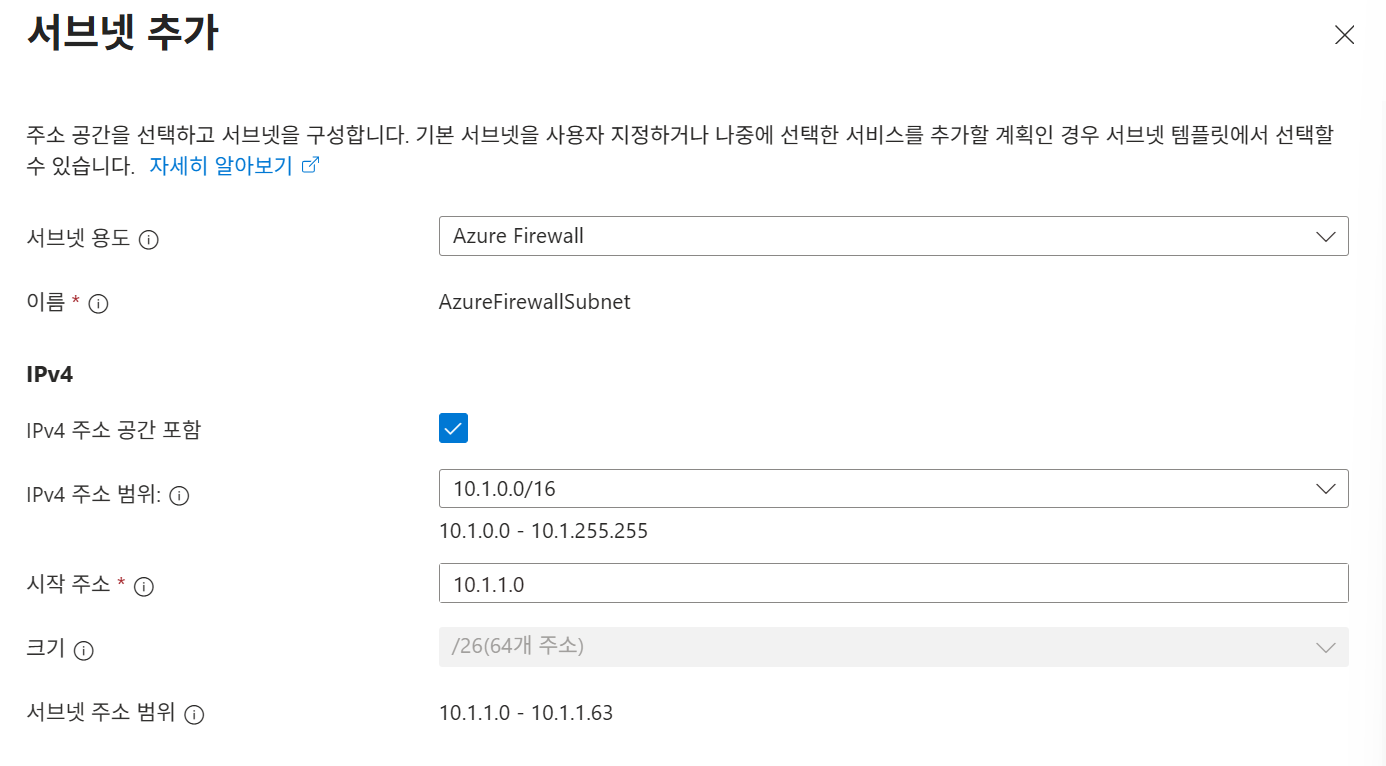 서브넷 추가
주소 공간을 선택하고 서브넷을 구성합니다. 기본 서브넷을 사용자 지정하거나 나중에 선택한 서비스를 추가할 계획인 경우 서브넷 템플릿에서 선택할
수 있습니다. 자세히 알아보기
서브넷 용도 Azure Firewall
이름 * AzureFirewallSubnet
IPv4
IPv4 주소 공간 포함
IPv4 주소 범위: 10.1.0.0/16
10.1.0.0 - 10.1.255.255
시작 주소 * 10.1.1.0
크기 /26(64개 주소)
서브넷 주소 범위 10.1.1.0 - 10.1.1.63